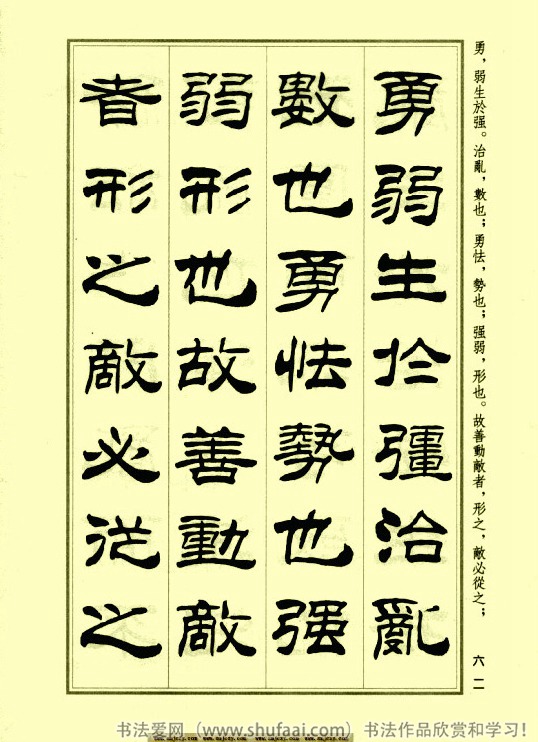 勇，弱生於强。治亂，數也；勇怯，勢也；强弱，形也。故善動敵者，形之，敵必從之；
六一
勇弱生於彊治亂
數也勇怯勢也强
弱形也故善動敵
者形之敵必從之
书法爱网（www.shufaai.com）书法作品欣赏和学习!